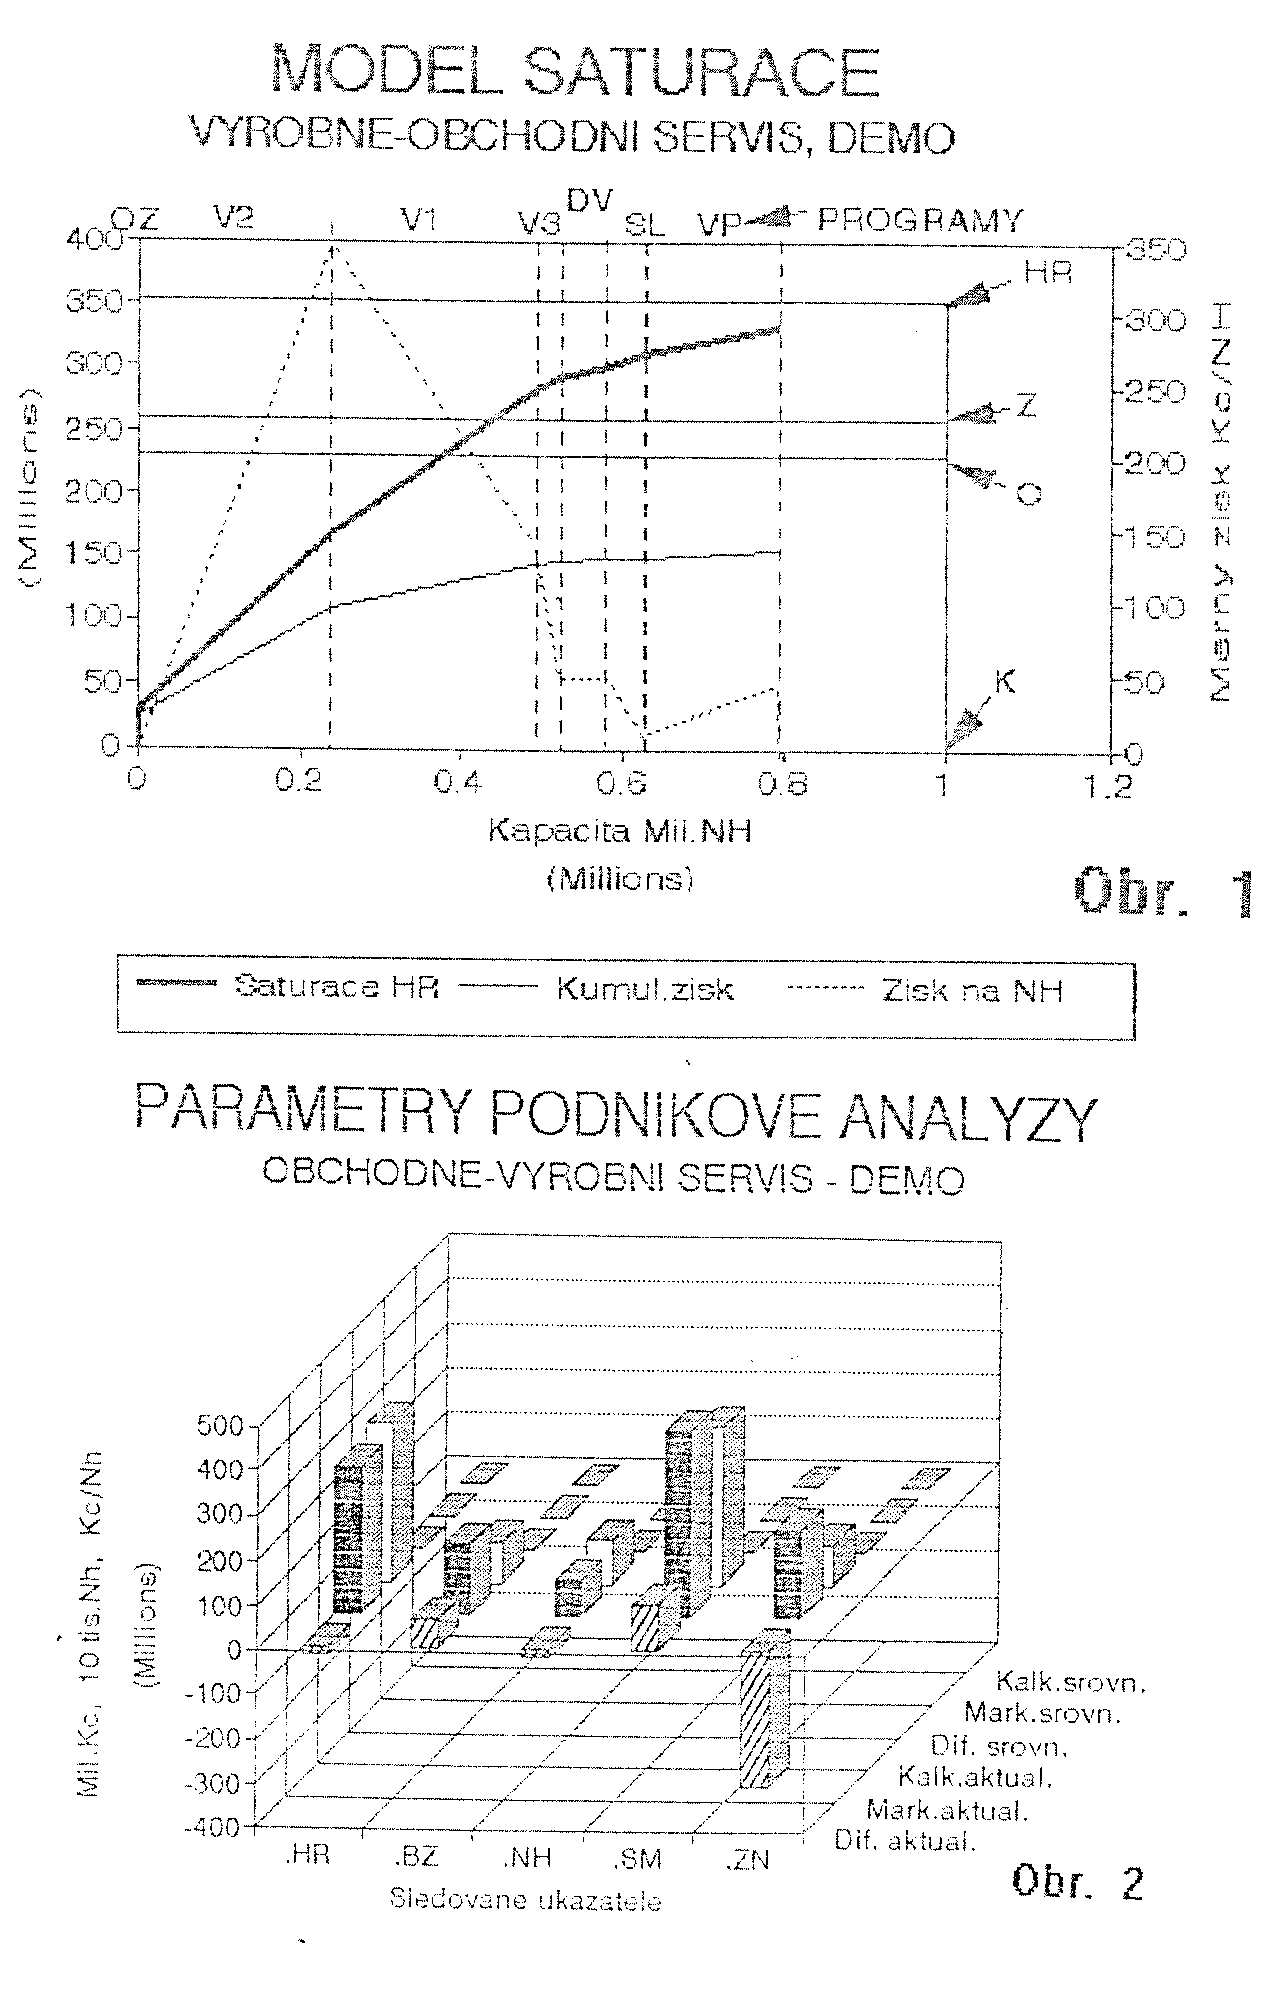 MODEL SATURACE
VYROBNE-OBCHODNI SERVIS, DEMO
OZ V2 V1 V3 DV SL VP PROGRAMY
400
350
300
250
200
150
100
50
0
(Millions)
350
300
250
200
150
100
50
0
Merny zisk Kc/NH
HR
Z
O
K
0 0.2 0.4 0.6 0.8 1 1.2
Kapacita Mil.NH
(Millions)
Obr. 1
Saturace HR Kumul.zisk Zisk na NH
PARAMETRY PODNIKOVE ANALYZY
OBCHODNE-VYROBNI SERVIS - DEMO
500
400
300
200
100
0
-100
-200
-300
-400
Mil.Kc, 10 tis.Nh, Kc/Nh
(Millions)
Kalk.srovn.
Mark.srovn.
Dif. srovn.
Kalk.aktual.
Mark.aktual.
Dif. aktual.
.HR .BZ .NH .SM .ZN
Sledovane ukazatele
Obr. 2